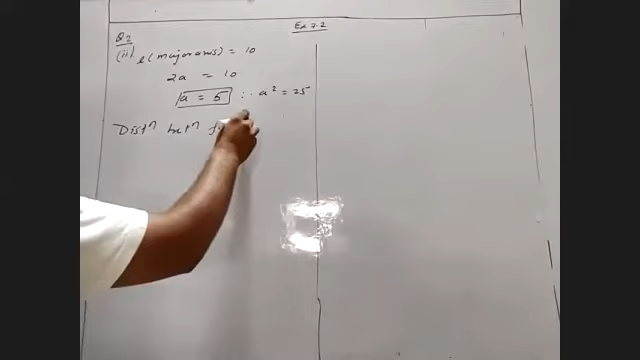 Ex 7.2
Q2
(ii) l(major axis) = 10
2a = 10
a = 5 ∴ a² = 25
Distⁿ betⁿ